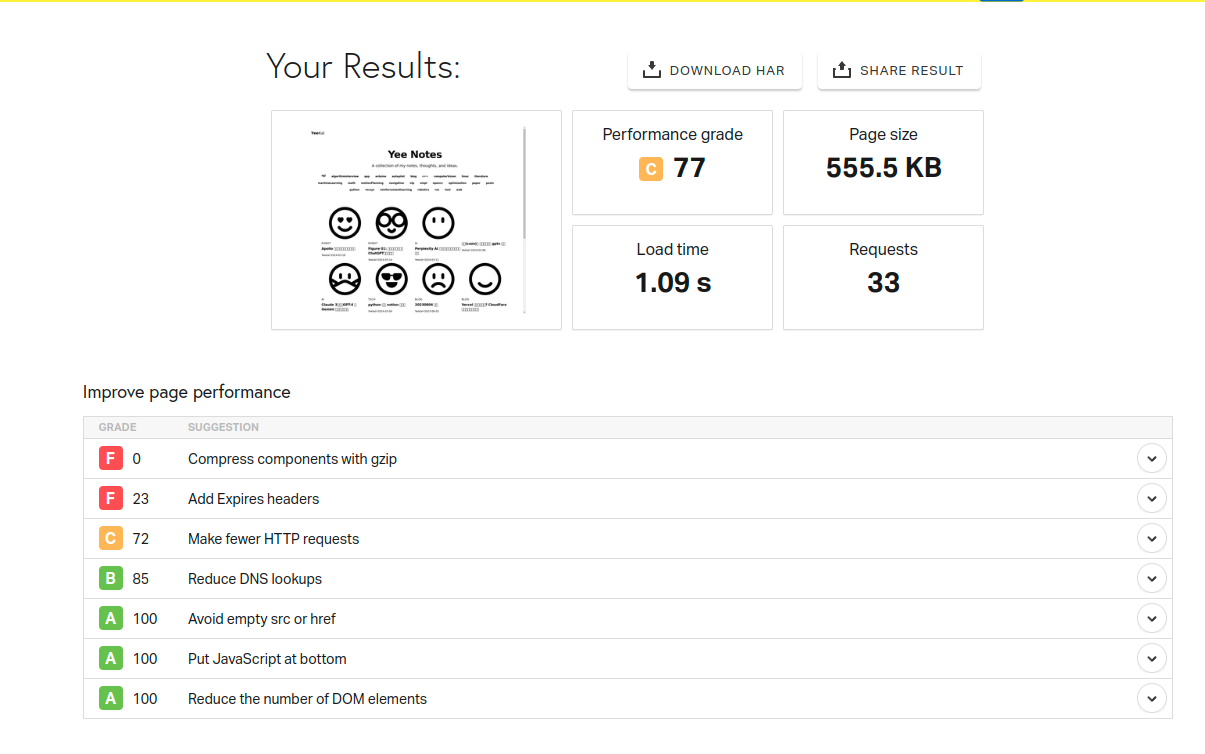 Your Results:
DOWNLOAD HAR
SHARE RESULT
Yee Notes
A collection of my notes, thoughts, and ideas.
Performance grade
C 77
Page size
555.5 KB
Load time
1.09 s
Requests
33
Improve page performance
GRADE SUGGESTION
F 0 Compress components with gzip
F 23 Add Expires headers
C 72 Make fewer HTTP requests
B 85 Reduce DNS lookups
A 100 Avoid empty src or href
A 100 Put JavaScript at bottom
A 100 Reduce the number of DOM elements